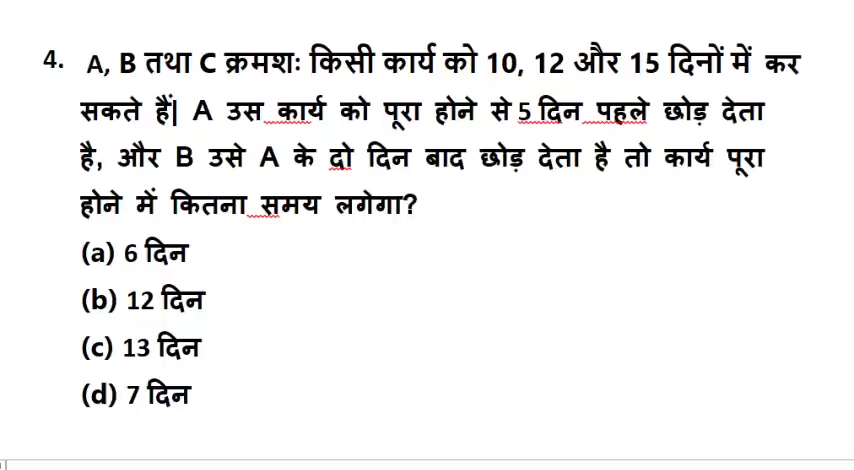 4. A, B तथा C क्रमशः किसी कार्य को 10, 12 और 15 दिनों में कर
सकते हैं| A उस कार्य को पूरा होने से 5 दिन पहले छोड़ देता
है, और B उसे A के दो दिन बाद छोड़ देता है तो कार्य पूरा
होने में कितना समय लगेगा?
(a) 6 दिन
(b) 12 दिन
(c) 13 दिन
(d) 7 दिन